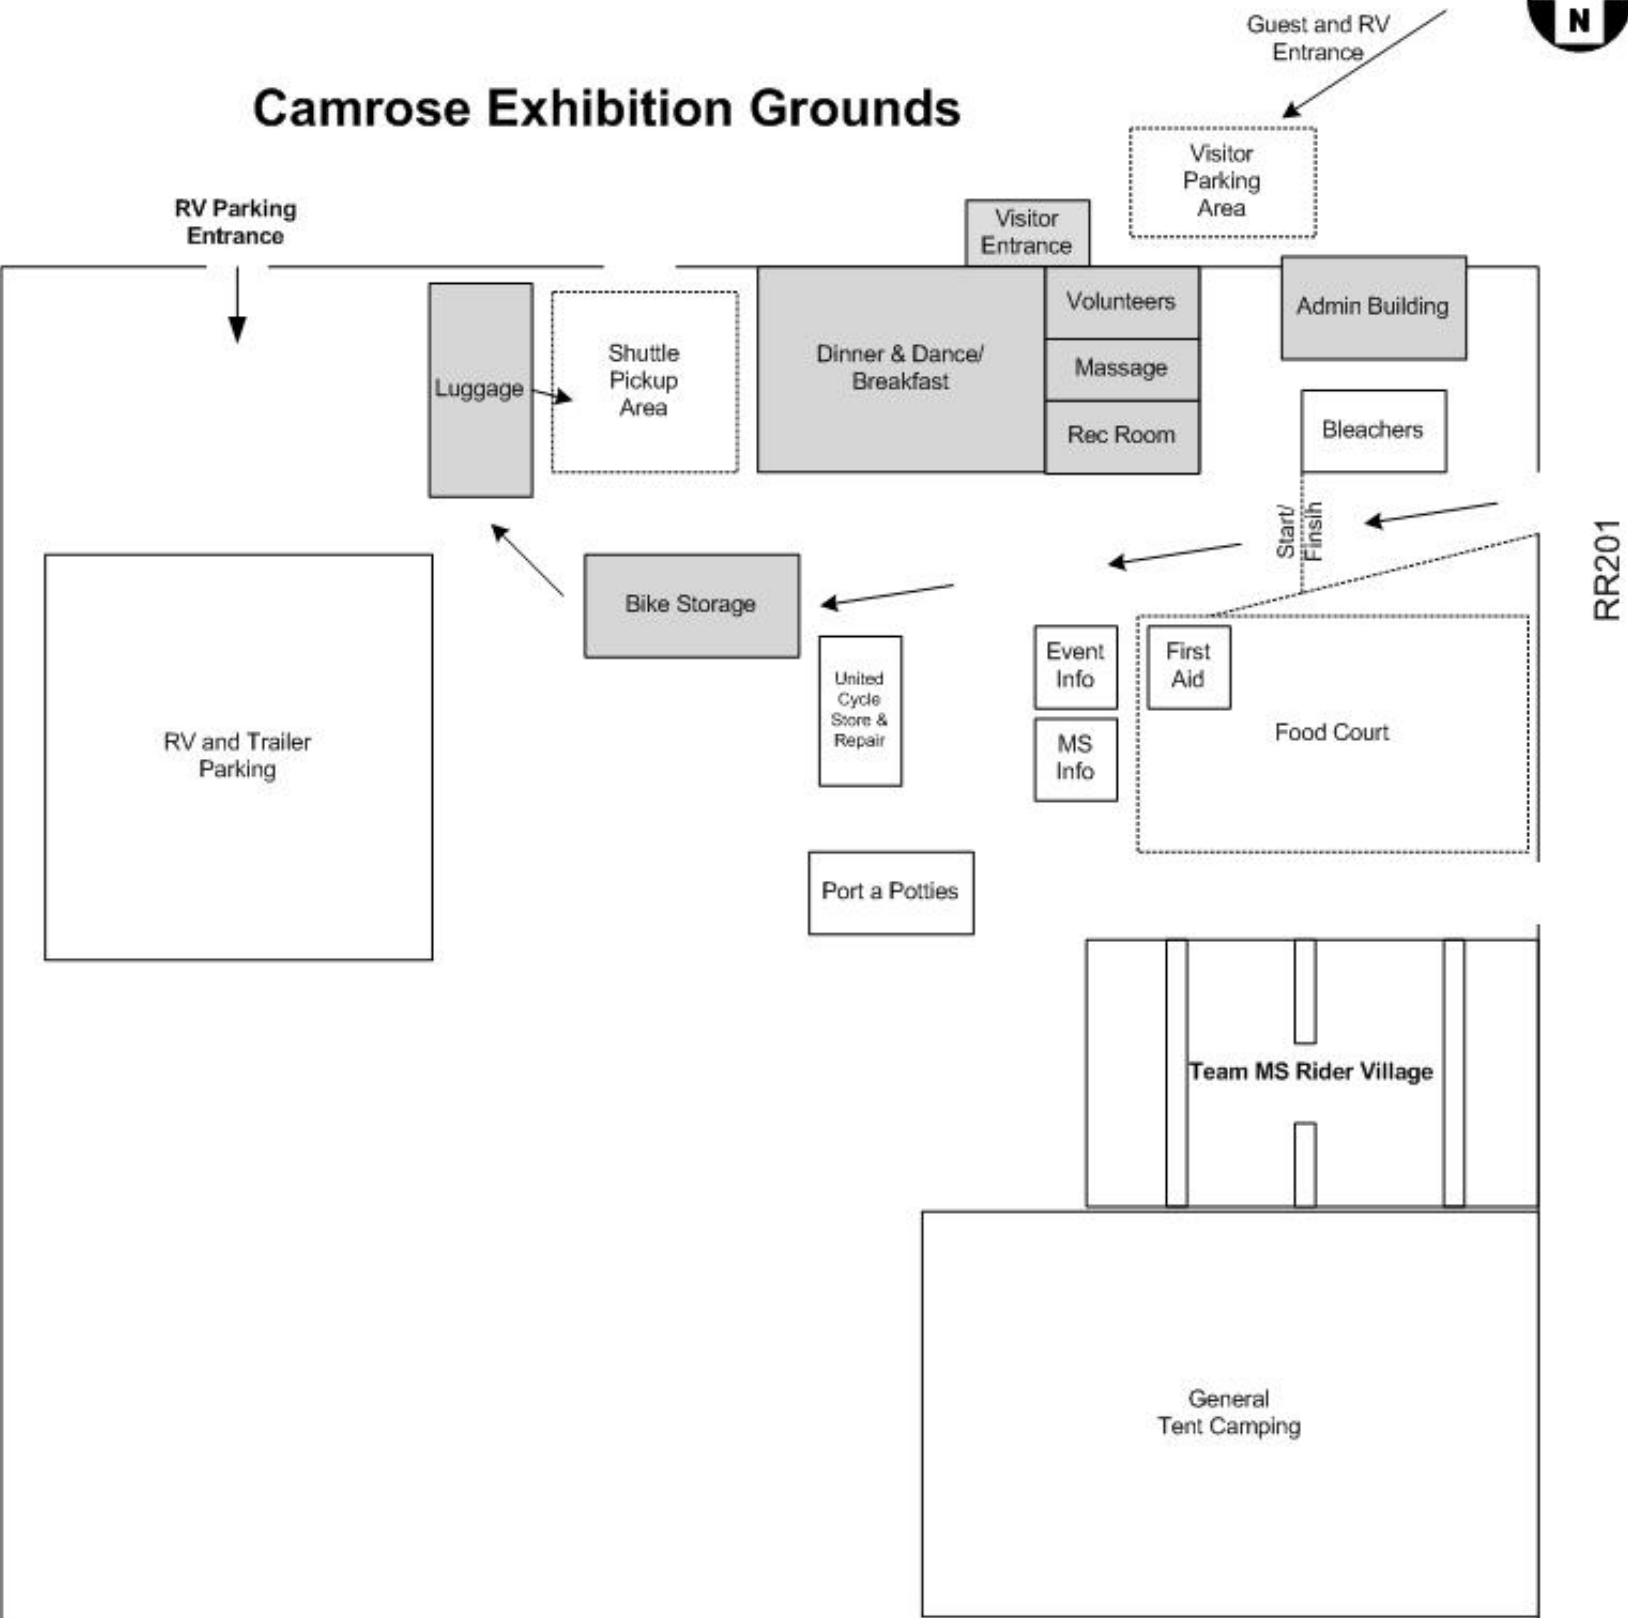 Guest and RV
Entrance
N
Camrose Exhibition Grounds
Visitor
Parking
Area
RV Parking
Entrance
Visitor
Entrance
Volunteers
Admin Building
Shuttle
Pickup
Area
Dinner & Dance/
Breakfast
Massage
Luggage
Rec Room
Bleachers
Start/
Finsih
RR201
Bike Storage
Event
Info
First
Aid
United
Cycle
Store &
Repair
RV and Trailer
Parking
MS
Info
Food Court
Port a Potties
Team MS Rider Village
General
Tent Camping